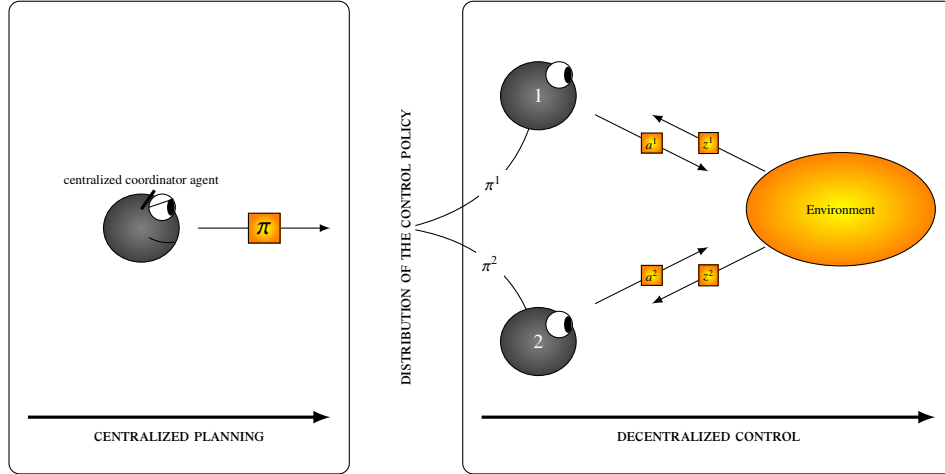 centralized coordinator agent
π
CENTRALIZED PLANNING
DISTRIBUTION OF THE CONTROL POLICY
π¹
π²
1
2
a¹
z¹
a²
z²
Environment
DECENTRALIZED CONTROL